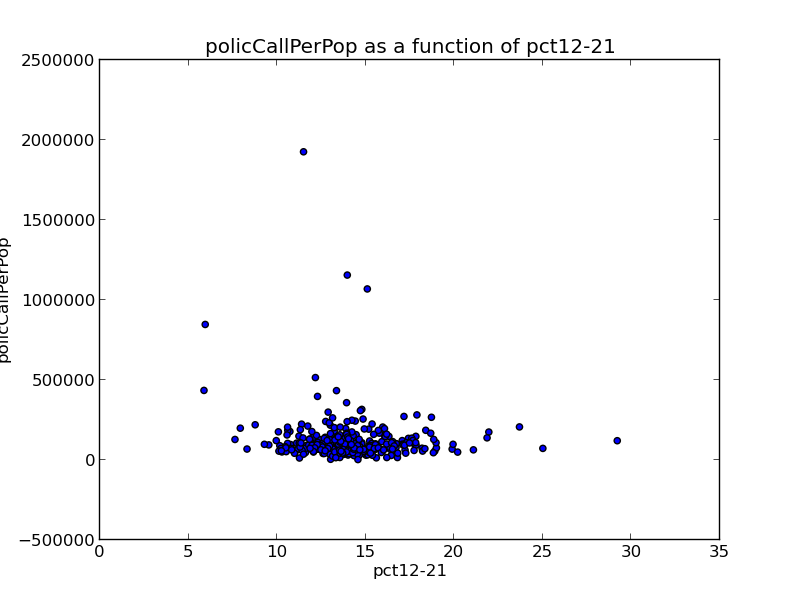 policCallPerPop as a function of pct12-21
2500000
2000000
1500000
1000000
500000
0
−500000
policCallPerPop
0 5 10 15 20 25 30 35
pct12-21